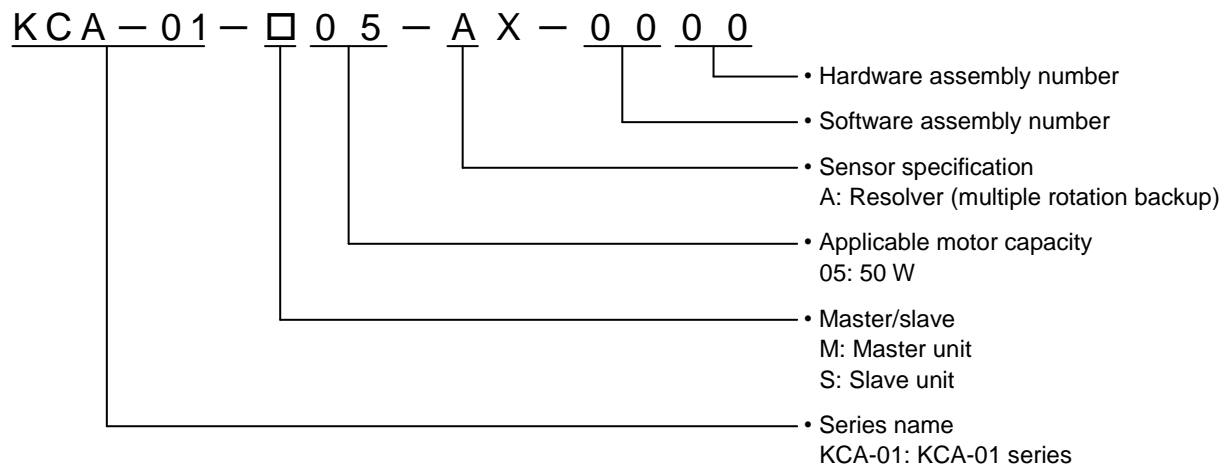 KCA-01-□05-AX-0000
• Hardware assembly number
• Software assembly number
• Sensor specification
A: Resolver (multiple rotation backup)
• Applicable motor capacity
05: 50 W
• Master/slave
M: Master unit
S: Slave unit
• Series name
KCA-01: KCA-01 series